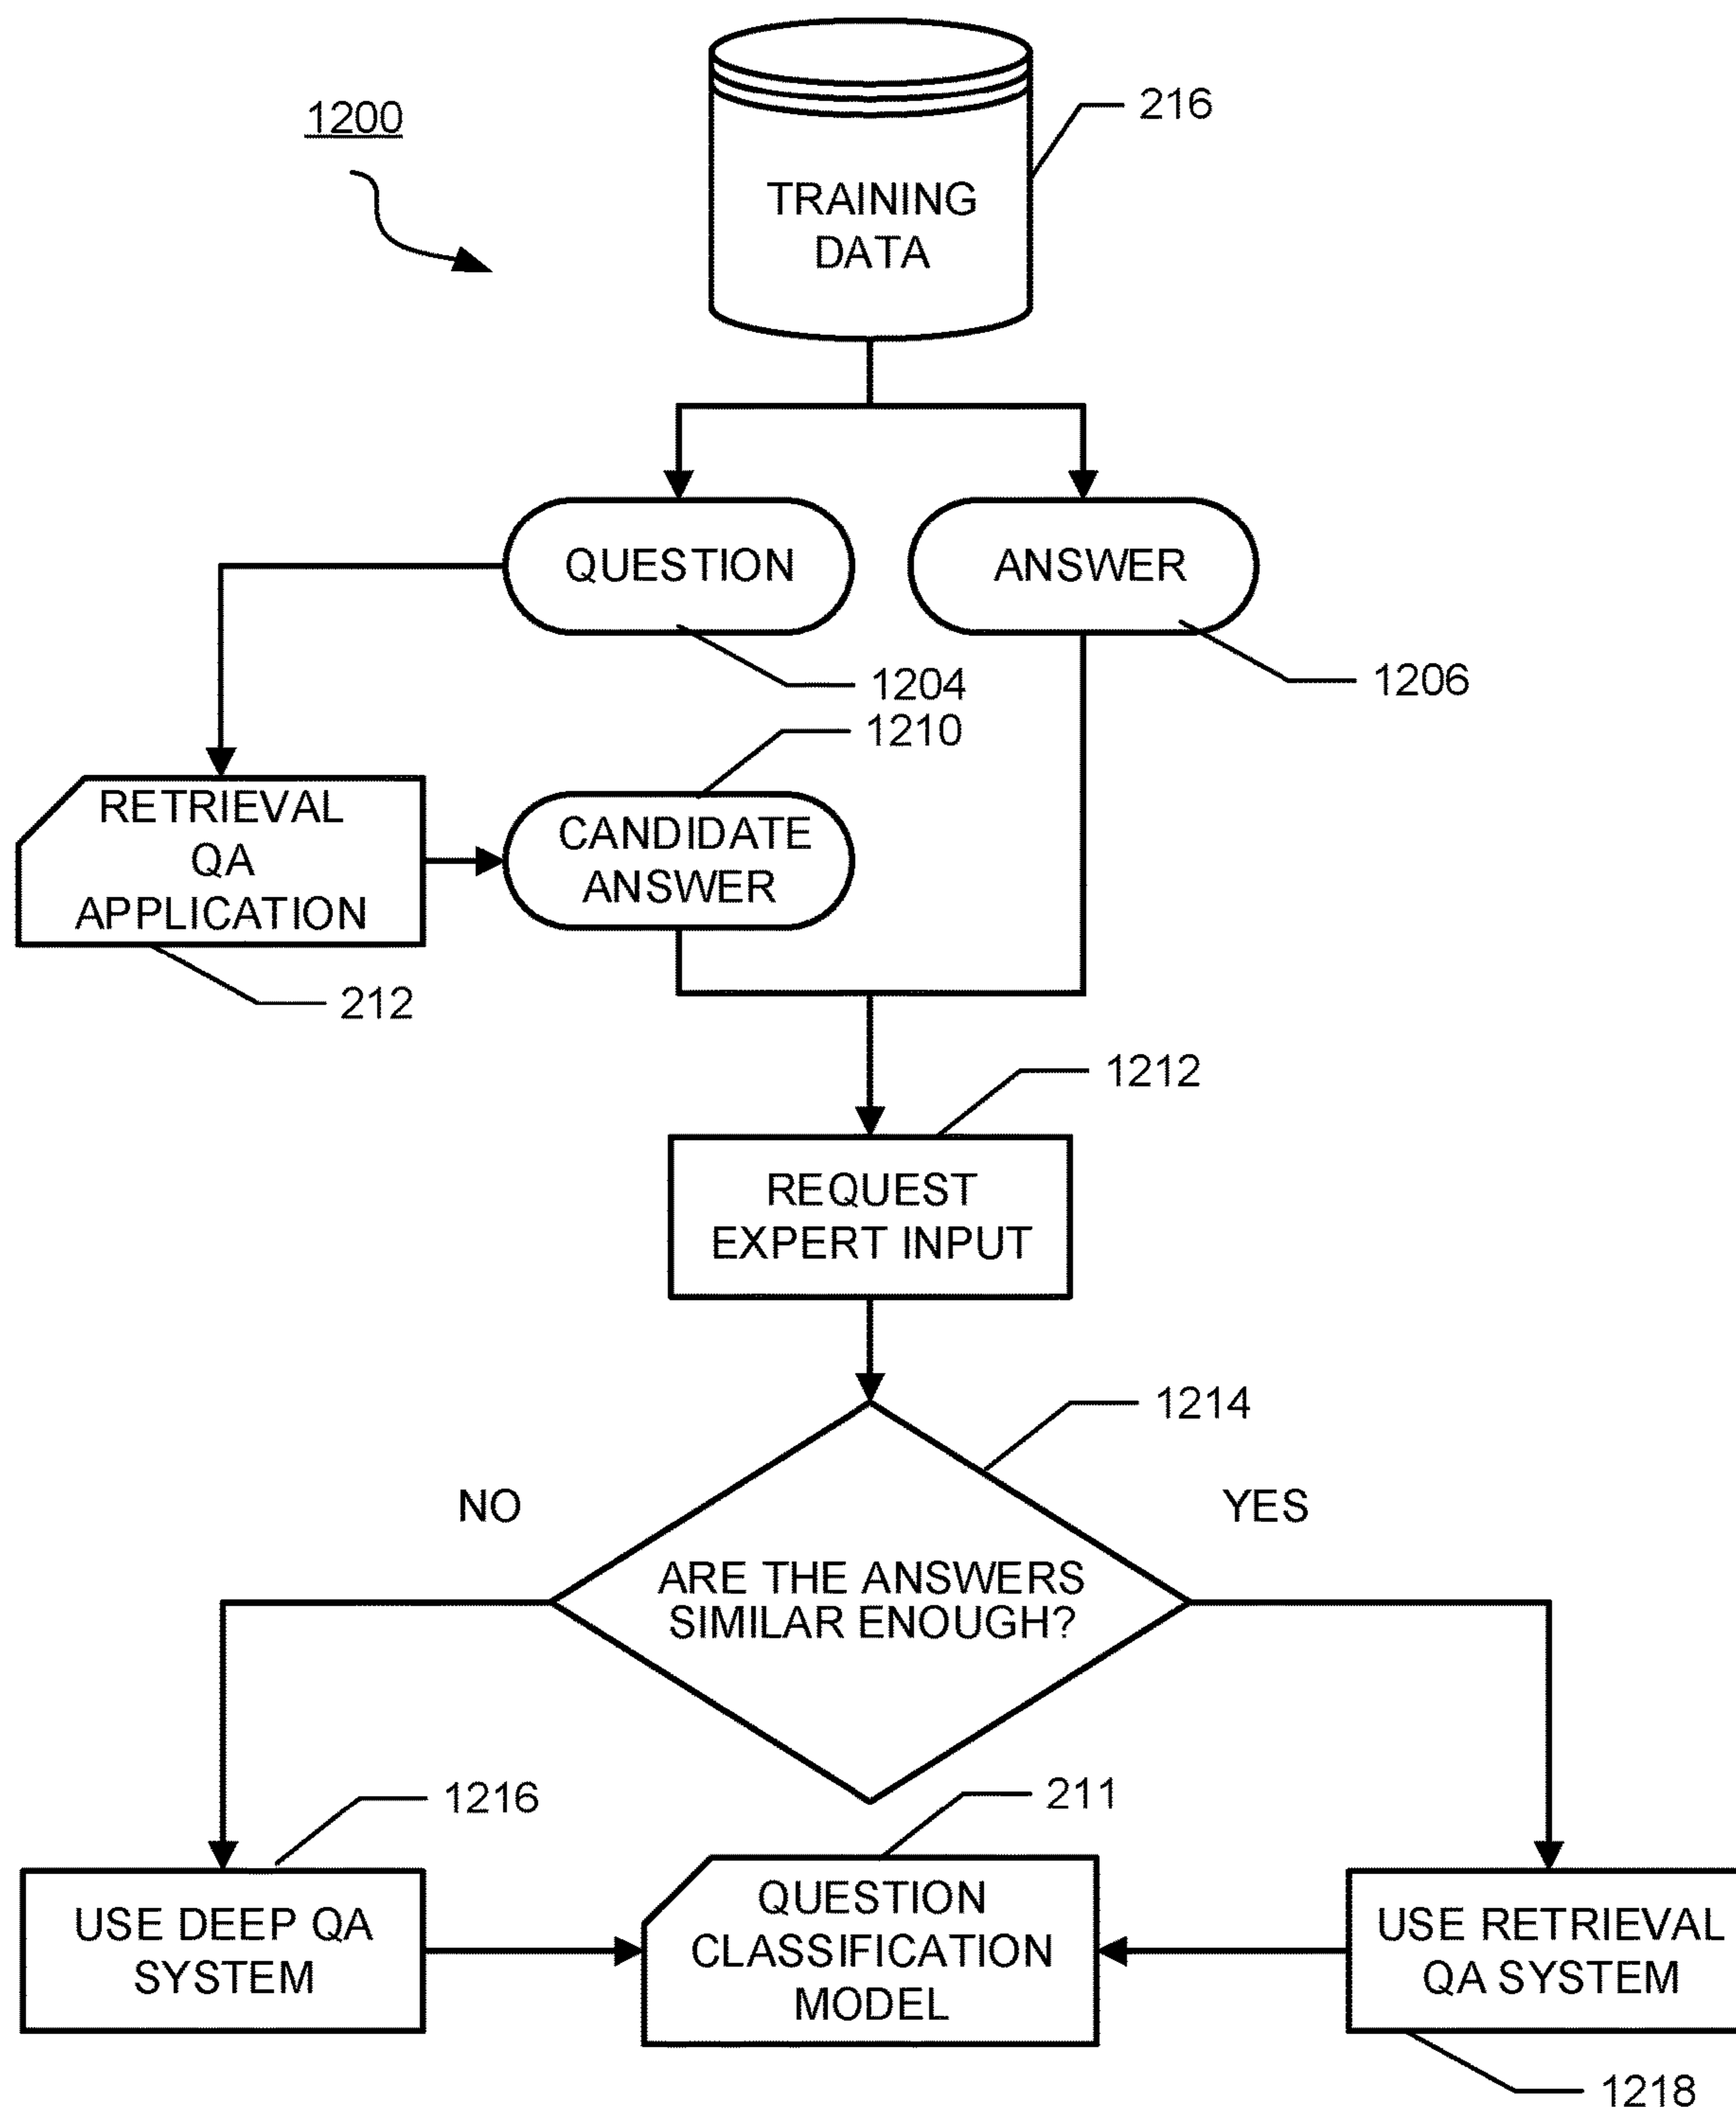 1200
216
TRAINING
DATA
QUESTION
ANSWER
1204
1206
1210
RETRIEVAL
QA
APPLICATION
CANDIDATE
ANSWER
212
1212
REQUEST
EXPERT INPUT
1214
NO
YES
ARE THE ANSWERS
SIMILAR ENOUGH?
1216
211
USE DEEP QA
SYSTEM
QUESTION
CLASSIFICATION
MODEL
USE RETRIEVAL
QA SYSTEM
1218